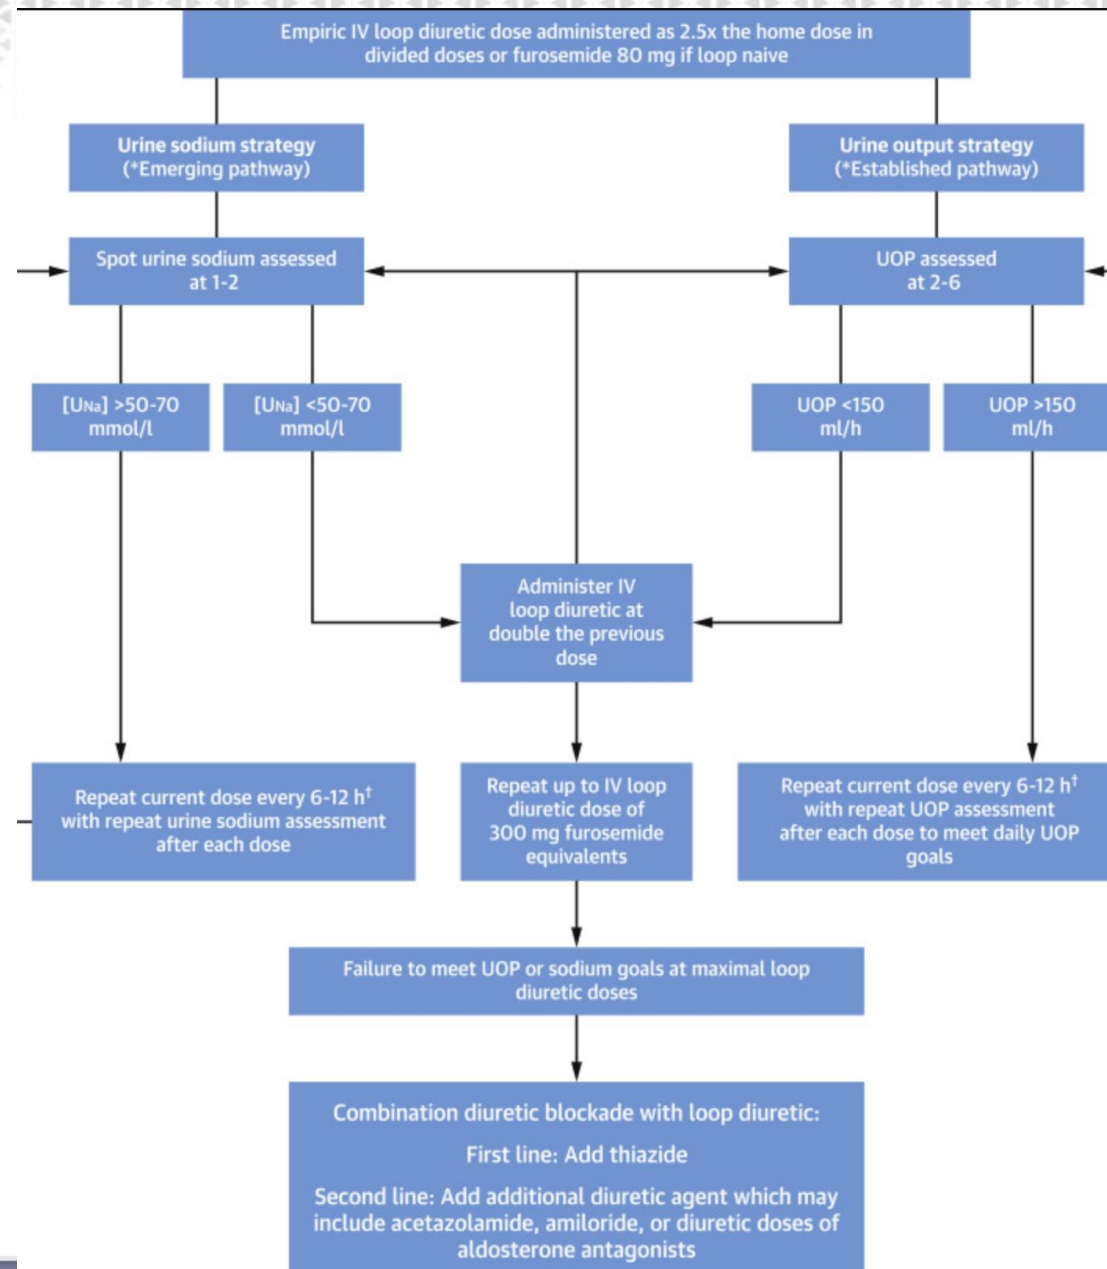 Empiric IV loop diuretic dose administered as 2.5x the home dose in
divided doses or furosemide 80 mg if loop naive
Urine sodium strategy
(*Emerging pathway)
Urine output strategy
(*Established pathway)
Spot urine sodium assessed
at 1-2
UOP assessed
at 2-6
[UNa] >50-70
mmol/l
[UNa] <50-70
mmol/l
UOP <150
ml/h
UOP >150
ml/h
Administer IV
loop diuretic at
double the previous
dose
Repeat current dose every 6-12 h†
with repeat urine sodium assessment
after each dose
Repeat up to IV loop
diuretic dose of
300 mg furosemide
equivalents
Repeat current dose every 6-12 h†
with repeat UOP assessment
after each dose to meet daily UOP
goals
Failure to meet UOP or sodium goals at maximal loop
diuretic doses
Combination diuretic blockade with loop diuretic:
First line: Add thiazide
Second line: Add additional diuretic agent which may
include acetazolamide, amiloride, or diuretic doses of
aldosterone antagonists